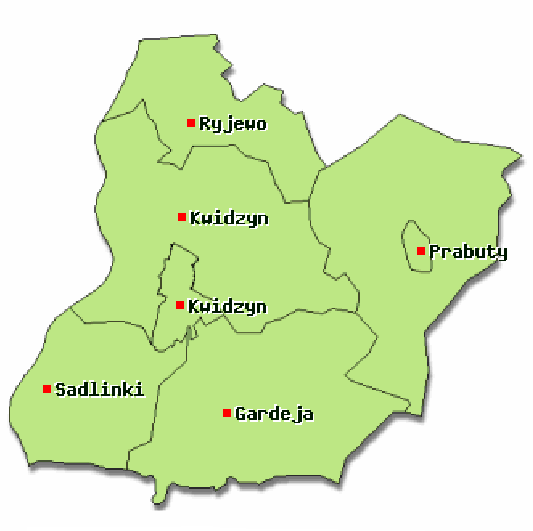 Ryjewo
Kwidzyn
Prabuty
Kwidzyn
Sadlinki
Gardeja